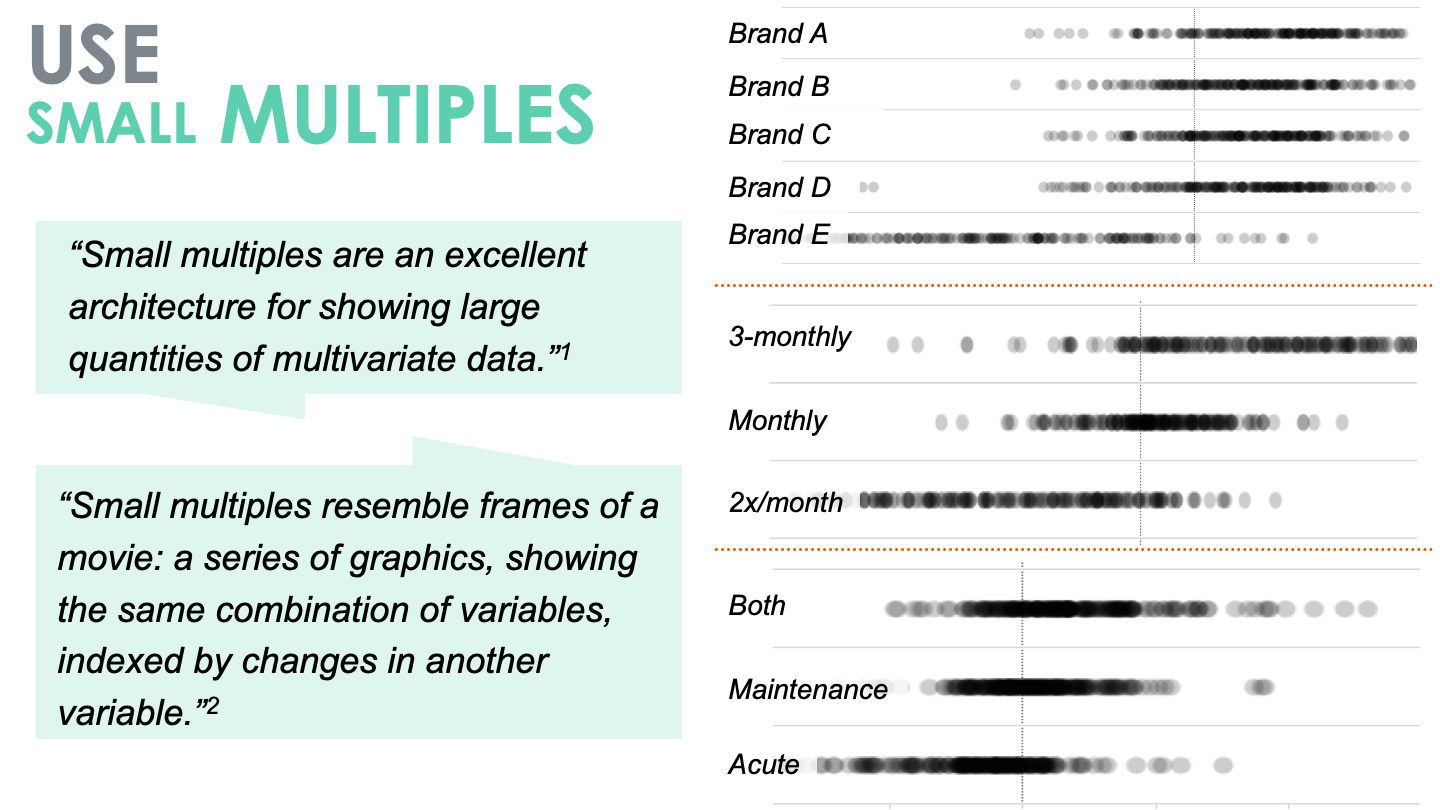 USE
SMALL MULTIPLES
“Small multiples are an excellent
architecture for showing large
quantities of multivariate data.”1
“Small multiples resemble frames of a
movie: a series of graphics, showing
the same combination of variables,
indexed by changes in another
variable.”2
Brand A
Brand B
Brand C
Brand D
Brand E
3-monthly
Monthly
2x/month
Both
Maintenance
Acute